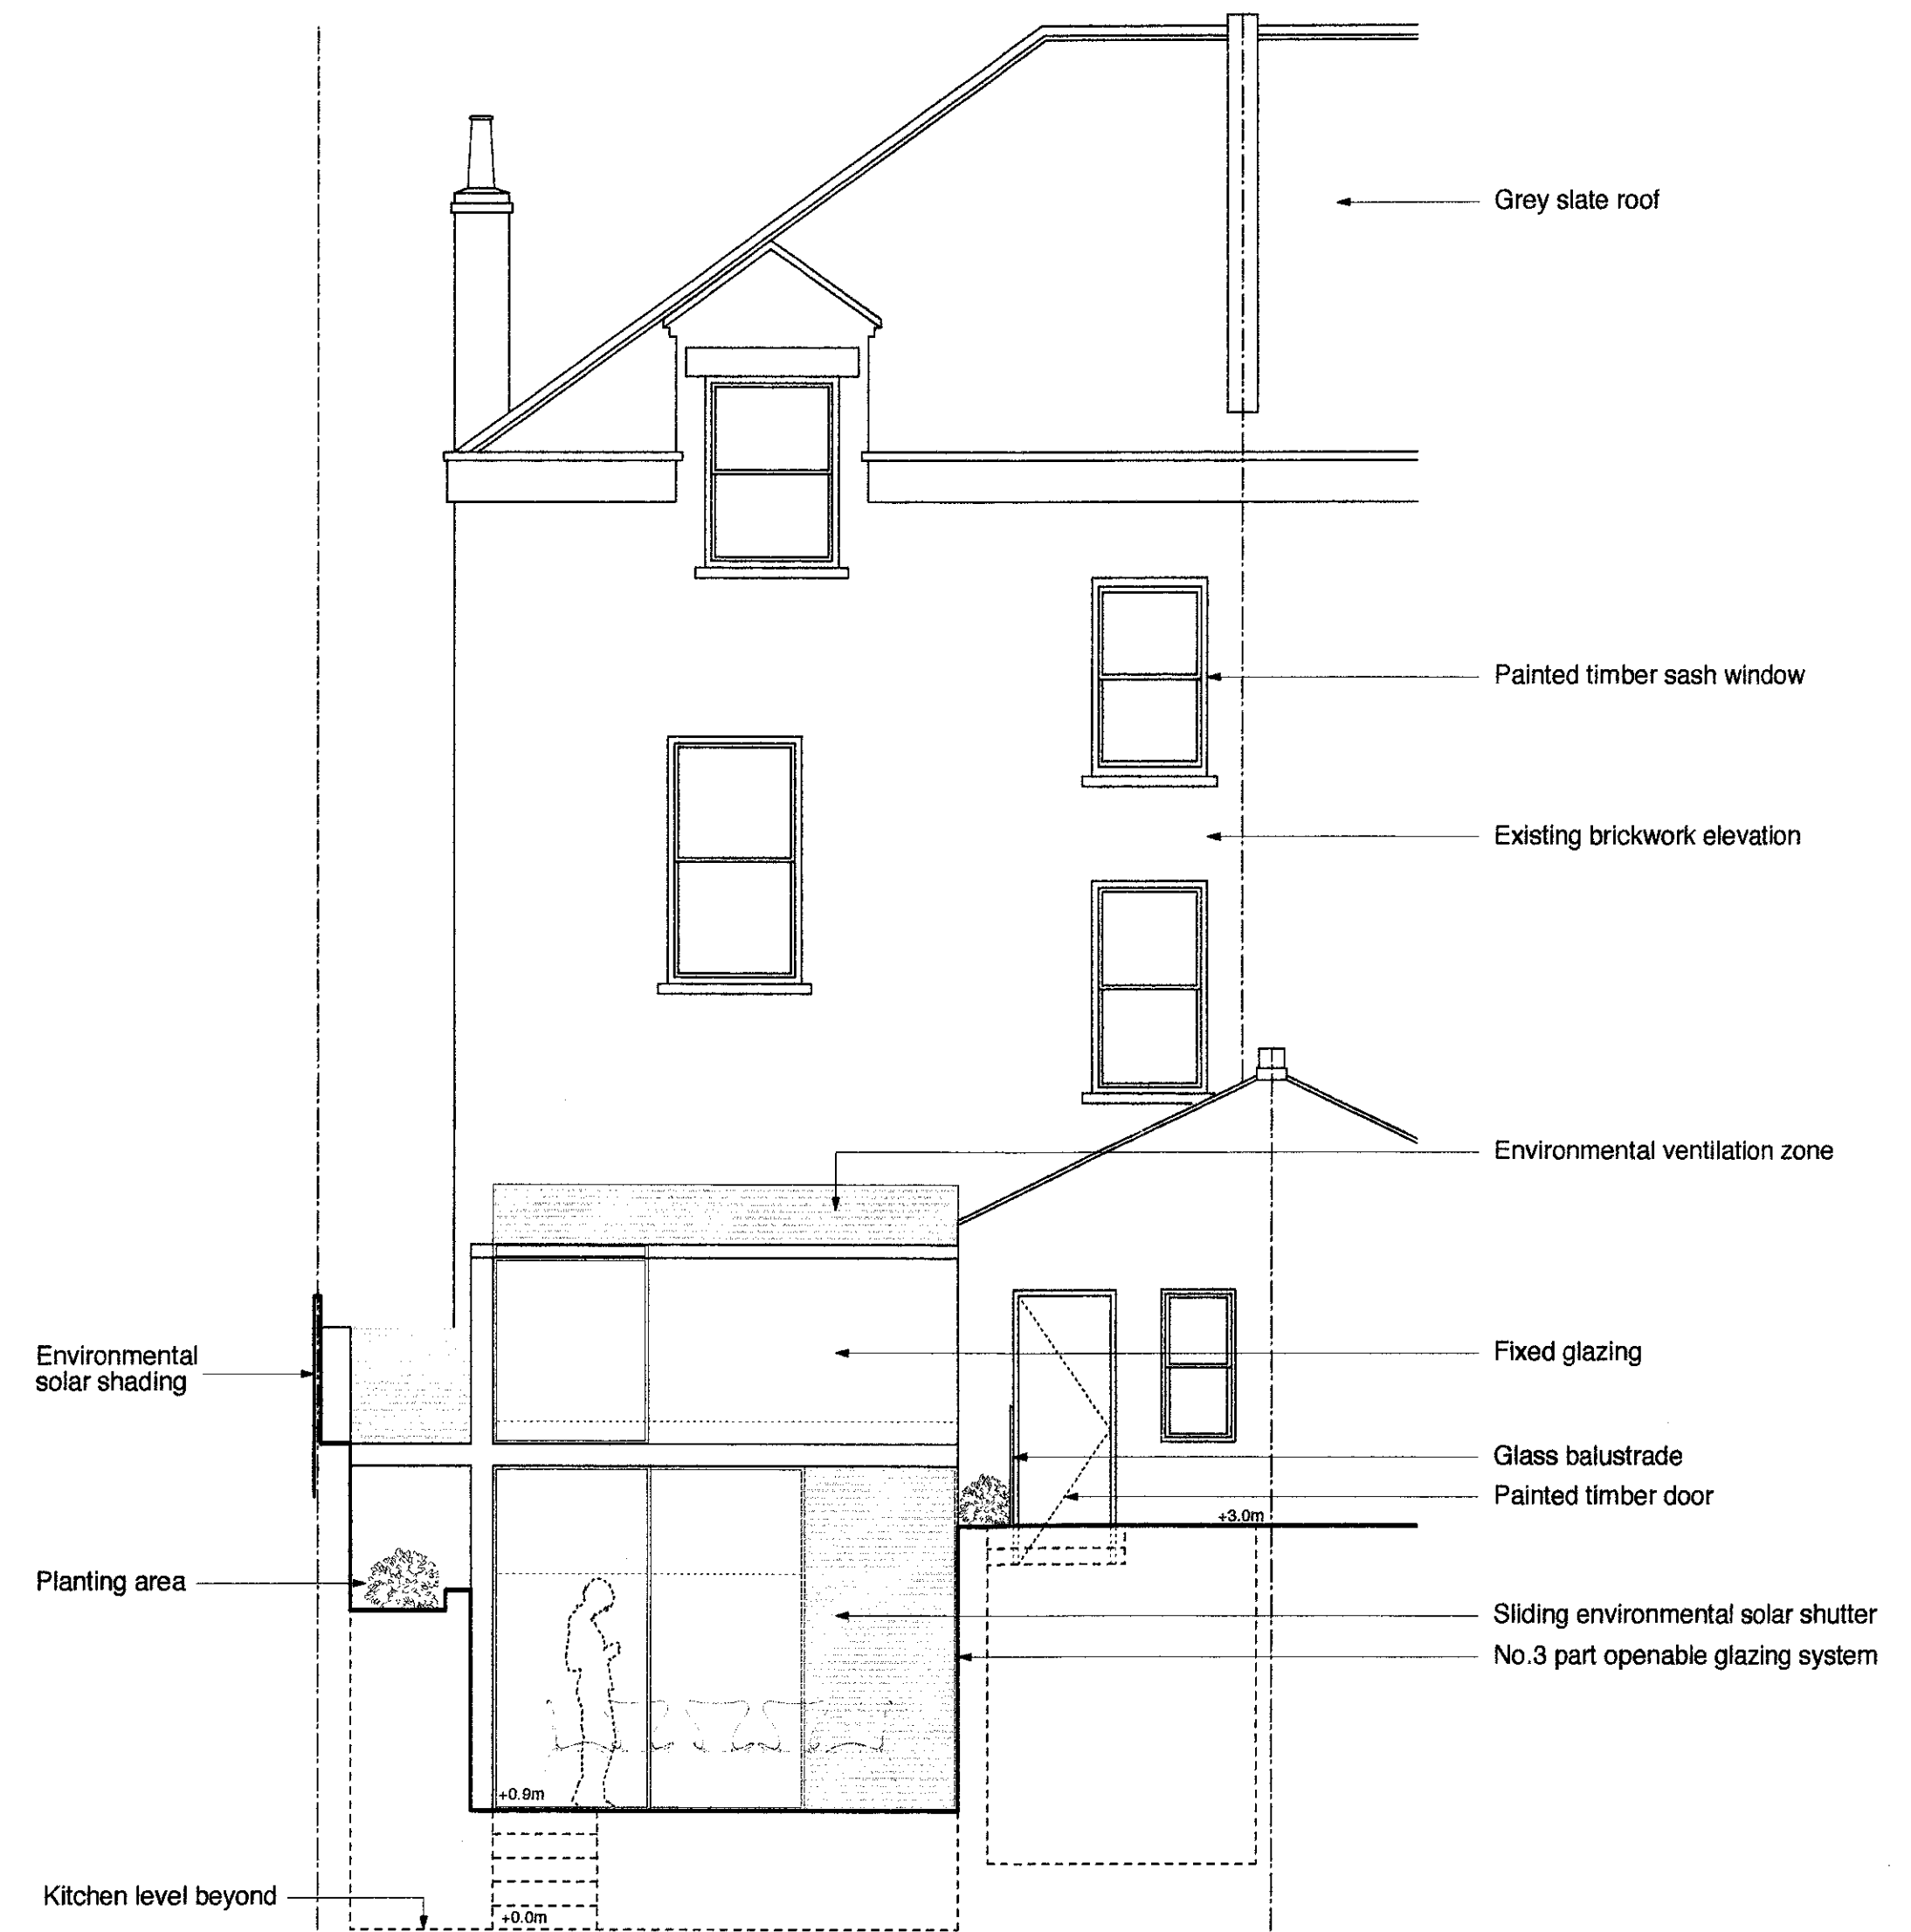 Grey slate roof
Painted timber sash window
Existing brickwork elevation
Environmental ventilation zone
Environmental
solar shading
Fixed glazing
Glass balustrade
Painted timber door
+3.0m
Planting area
Sliding environmental solar shutter
No.3 part openable glazing system
+0.9m
Kitchen level beyond
+0.0m